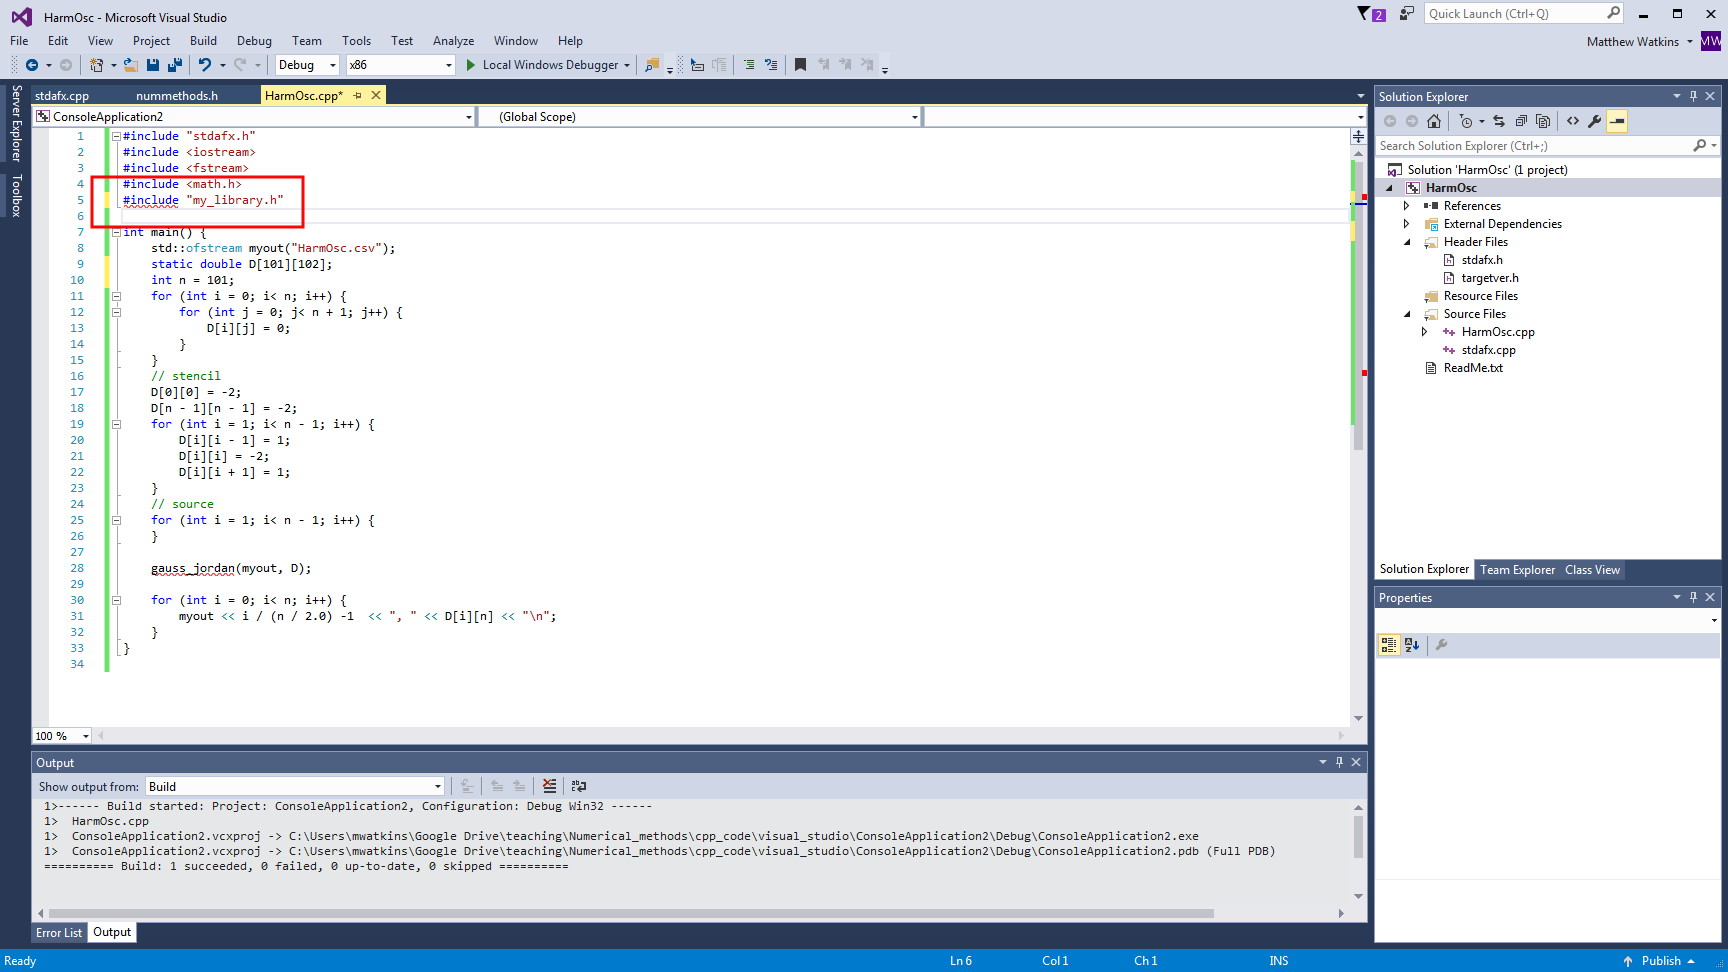 HarmOsc - Microsoft Visual Studio
2
Quick Launch (Ctrl+Q)
File Edit View Project Build Debug Team Tools Test Analyze Window Help
Matthew Watkins MW
Debug x86 Local Windows Debugger
Server Explorer
Toolbox
stdafx.cpp nummethods.h HarmOsc.cpp*
ConsoleApplication2 (Global Scope)
1 #include "stdafx.h"
2 #include <iostream>
3 #include <fstream>
4 #include <math.h>
5 #include "my_library.h"
6
7 int main() {
8 std::ofstream myout("HarmOsc.csv");
9 static double D[101][102];
10 int n = 101;
11 for (int i = 0; i< n; i++) {
12 for (int j = 0; j< n + 1; j++) {
13 D[i][j] = 0;
14 }
15 }
16 // stencil
17 D[0][0] = -2;
18 D[n - 1][n - 1] = -2;
19 for (int i = 1; i< n - 1; i++) {
20 D[i][i - 1] = 1;
21 D[i][i] = -2;
22 D[i][i + 1] = 1;
23 }
24 // source
25 for (int i = 1; i< n - 1; i++) {
26 }
27
28 gauss_jordan(myout, D);
29
30 for (int i = 0; i< n; i++) {
31 myout << i / (n / 2.0) -1  << ", " << D[i][n] << "\n";
32 }
33 }
34
100 %
Output
Show output from: Build
1>------ Build started: Project: ConsoleApplication2, Configuration: Debug Win32 ------
1>  HarmOsc.cpp
1>  ConsoleApplication2.vcxproj -> C:\Users\mwatkins\Google Drive\teaching\Numerical_methods\cpp_code\visual_studio\ConsoleApplication2\Debug\ConsoleApplication2.exe
1>  ConsoleApplication2.vcxproj -> C:\Users\mwatkins\Google Drive\teaching\Numerical_methods\cpp_code\visual_studio\ConsoleApplication2\Debug\ConsoleApplication2.pdb (Full PDB)
========== Build: 1 succeeded, 0 failed, 0 up-to-date, 0 skipped ==========
Error List Output
Solution Explorer
Search Solution Explorer (Ctrl+;)
Solution 'HarmOsc' (1 project)
HarmOsc
References
External Dependencies
Header Files
stdafx.h
targetver.h
Resource Files
Source Files
HarmOsc.cpp
stdafx.cpp
ReadMe.txt
Solution Explorer Team Explorer Class View
Properties
Ready Ln 6 Col 1 Ch 1 INS Publish